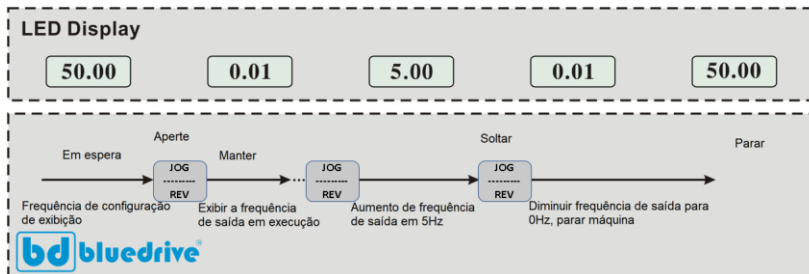 LED Display
50.00 0.01 5.00 0.01 50.00
Aperte Soltar Parar
Em espera JOG Manter ... JOG JOG
--------- --------- ---------
REV REV REV
Frequência de configuração
de exibição
Exibir a frequência
de saída em execução
Aumento de frequência
de saída em 5Hz
Diminuir frequência de saída para
0Hz, parar máquina
bd bluedrive®